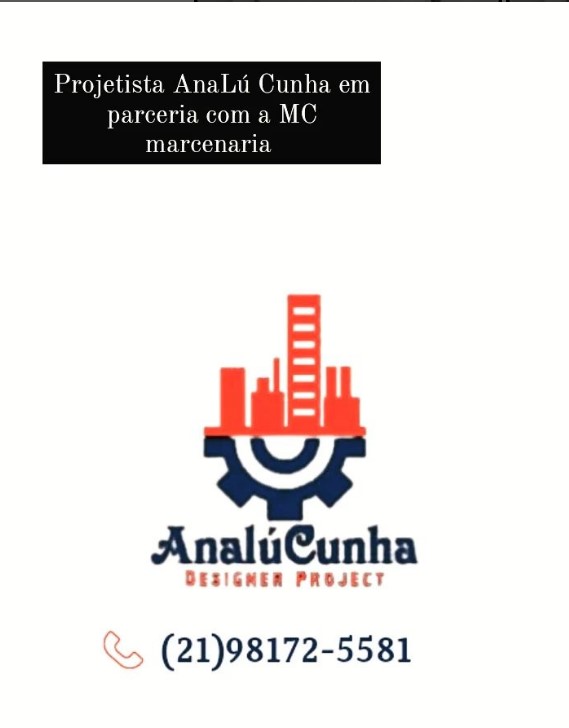 Projetista AnaLú Cunha em
parceria com a MC
marcenaria
AnalúCunha
DESIGNER PROJECT
(21)98172-5581